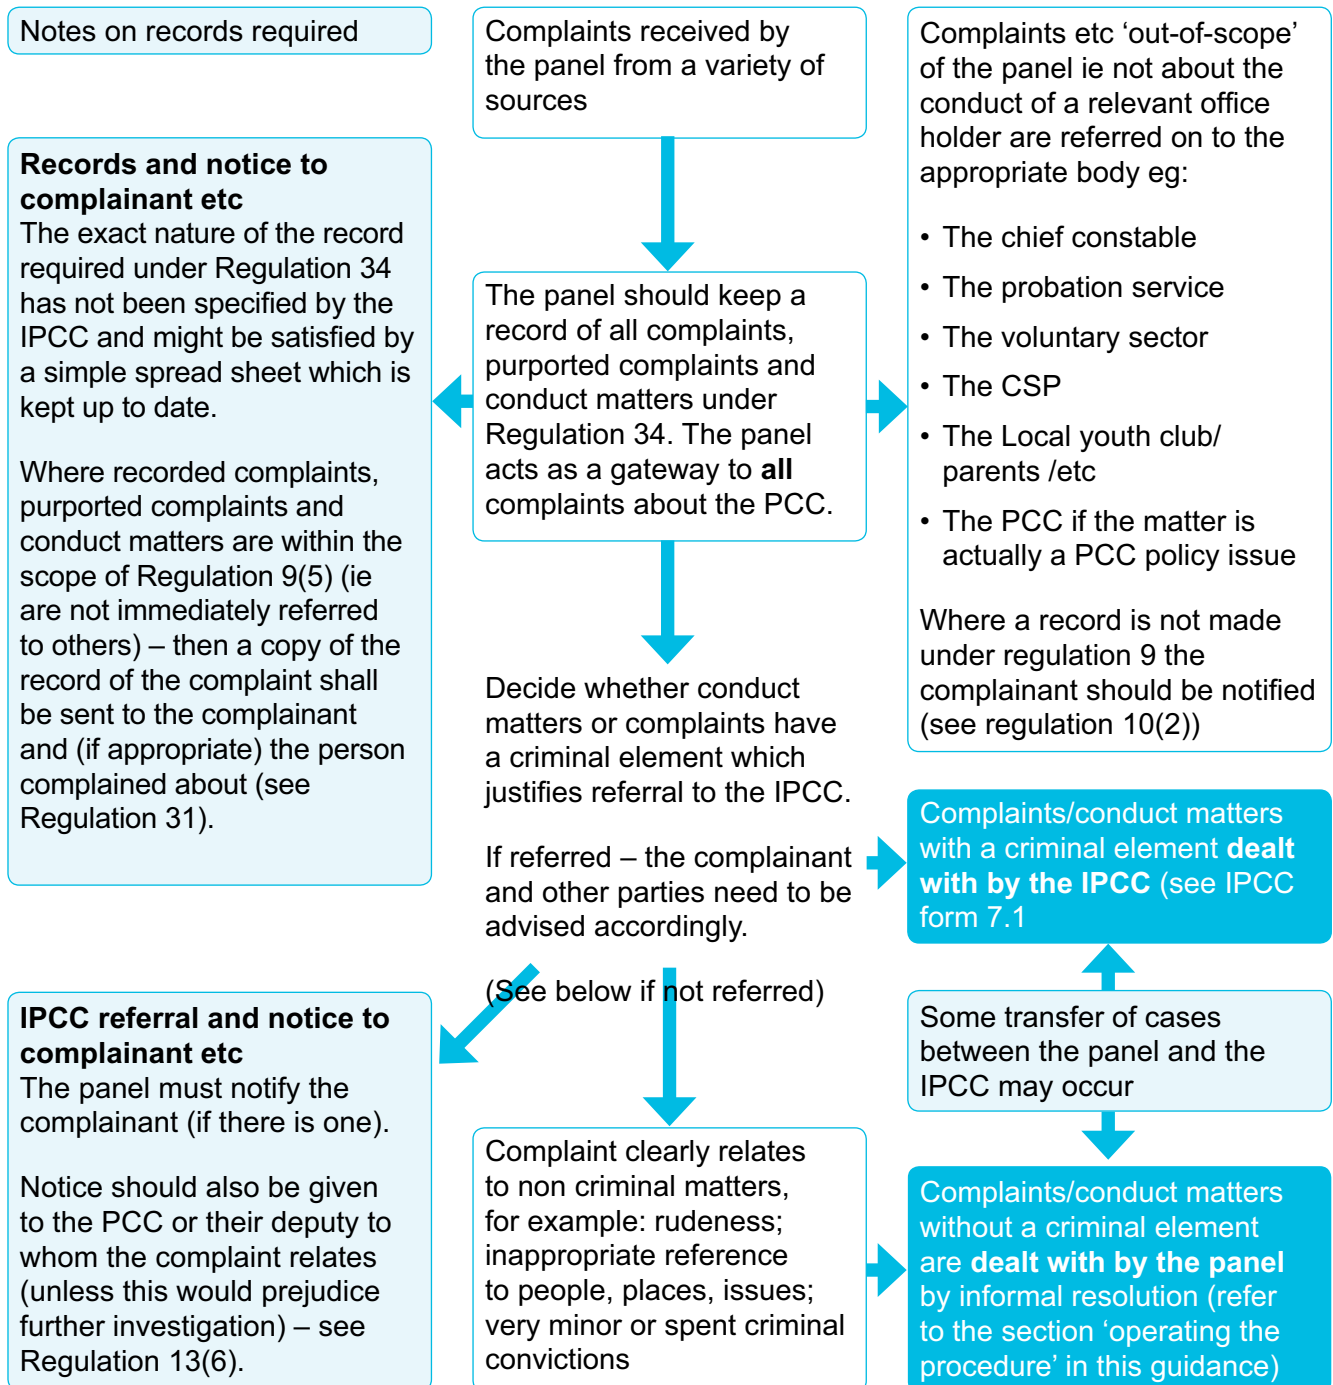 Notes on records required
Records and notice to
complainant etc
The exact nature of the record
required under Regulation 34
has not been specified by the
IPCC and might be satisfied by
a simple spread sheet which is
kept up to date.
Where recorded complaints,
purported complaints and
conduct matters are within the
scope of Regulation 9(5) (ie
are not immediately referred
to others) – then a copy of the
record of the complaint shall
be sent to the complainant
and (if appropriate) the person
complained about (see
Regulation 31).
IPCC referral and notice to
complainant etc
The panel must notify the
complainant (if there is one).
Notice should also be given
to the PCC or their deputy to
whom the complaint relates
(unless this would prejudice
further investigation) – see
Regulation 13(6).
Complaints received by
the panel from a variety of
sources
The panel should keep a
record of all complaints,
purported complaints and
conduct matters under
Regulation 34. The panel
acts as a gateway to all
complaints about the PCC.
Decide whether conduct
matters or complaints have
a criminal element which
justifies referral to the IPCC.
If referred – the complainant
and other parties need to be
advised accordingly.
(See below if not referred)
Complaint clearly relates
to non criminal matters,
for example: rudeness;
inappropriate reference
to people, places, issues;
very minor or spent criminal
convictions
Complaints etc ‘out-of-scope’
of the panel ie not about the
conduct of a relevant office
holder are referred on to the
appropriate body eg:
• The chief constable
• The probation service
• The voluntary sector
• The CSP
• The Local youth club/
parents /etc
• The PCC if the matter is
actually a PCC policy issue
Where a record is not made
under regulation 9 the
complainant should be notified
(see regulation 10(2))
Complaints/conduct matters
with a criminal element dealt
with by the IPCC (see IPCC
form 7.1
Some transfer of cases
between the panel and the
IPCC may occur
Complaints/conduct matters
without a criminal element
are dealt with by the panel
by informal resolution (refer
to the section ‘operating the
procedure’ in this guidance)